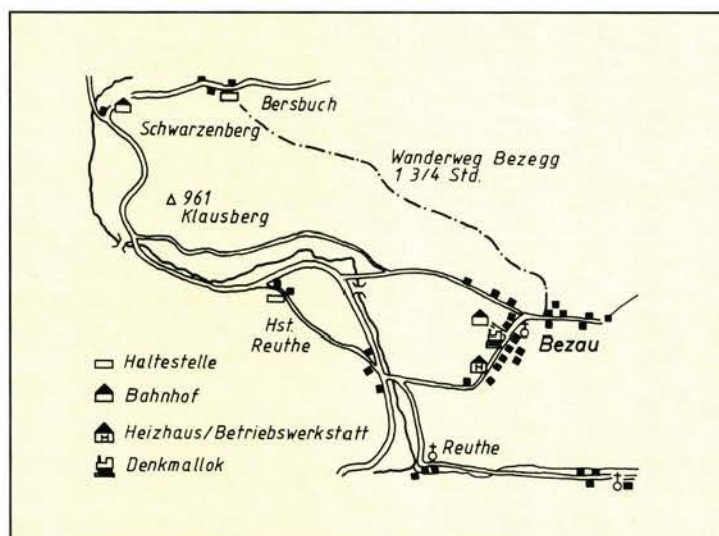 Bersbuch
Schwarzenberg
Wanderweg Bezegg
1 3/4 Std.
961
Klausberg
Hst.
Reuthe
Bezau
Haltestelle
Bahnhof
Heizhaus/Betriebswerkstatt
Denkmallok
Reuthe